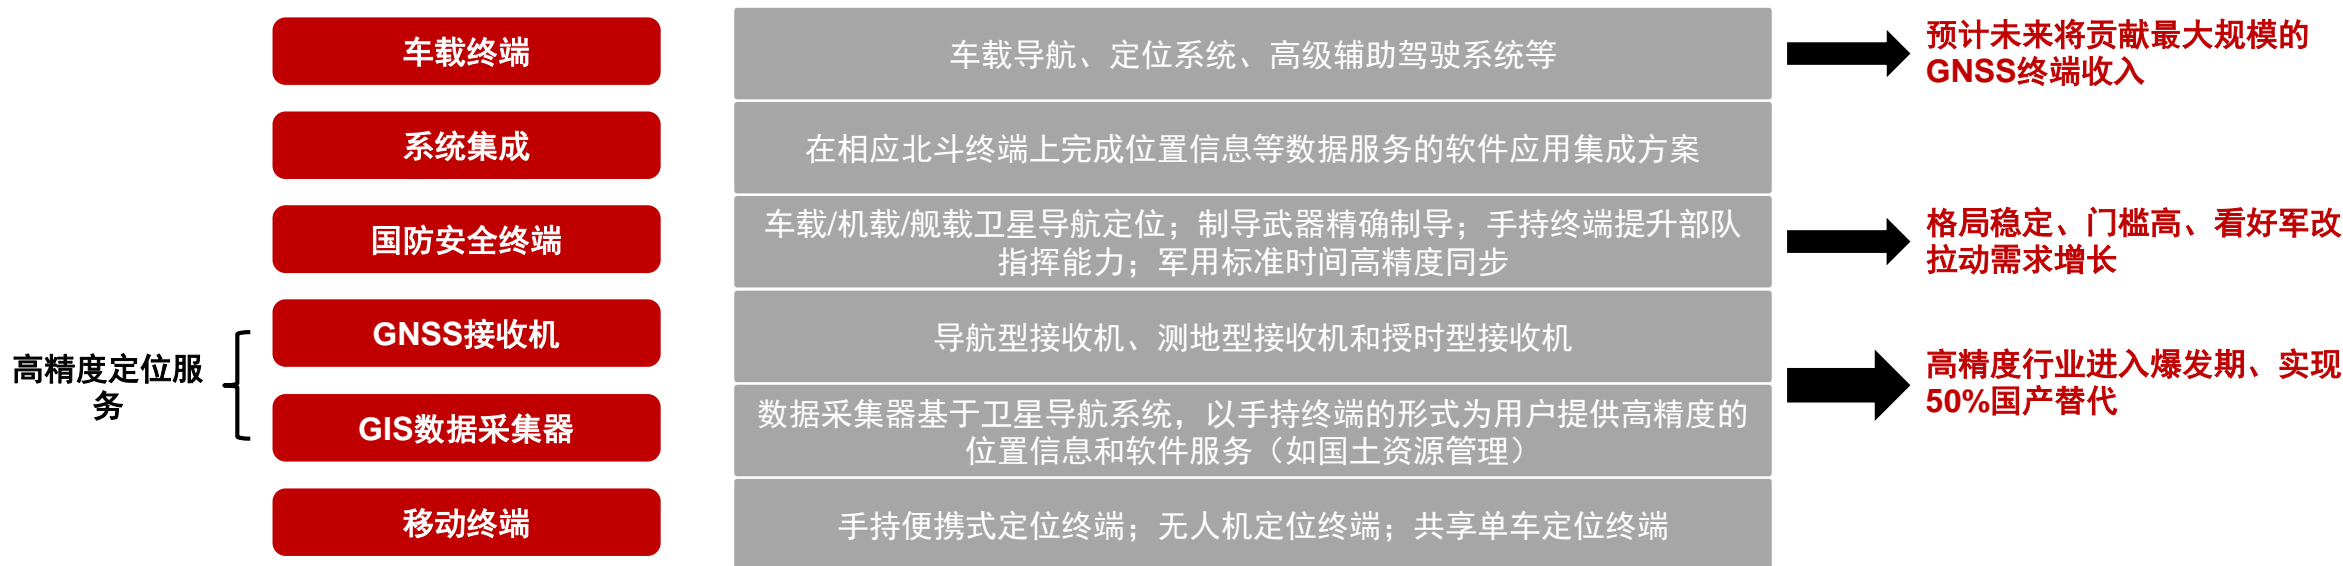 车载终端
车载导航、定位系统、高级辅助驾驶系统等
预计未来将贡献最大规模的
GNSS终端收入
系统集成
在相应北斗终端上完成位置信息等数据服务的软件应用集成方案
国防安全终端
车载/机载/舰载卫星导航定位；制导武器精确制导；手持终端提升部队
指挥能力；军用标准时间高精度同步
格局稳定、门槛高、看好军改
拉动需求增长
高精度定位服
务
GNSS接收机
导航型接收机、测地型接收机和授时型接收机
GIS数据采集器
数据采集器基于卫星导航系统，以手持终端的形式为用户提供高精度的
位置信息和软件服务（如国土资源管理）
高精度行业进入爆发期、实现
50%国产替代
移动终端
手持便携式定位终端；无人机定位终端；共享单车定位终端